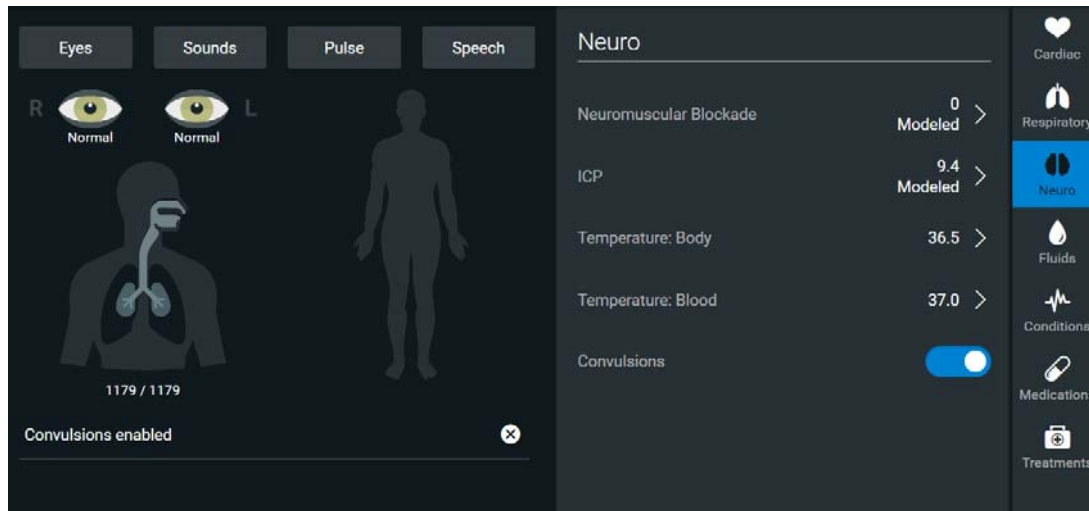 Eyes
Sounds
Pulse
Speech
R
L
Normal
Normal
1179 / 1179
Convulsions enabled
Neuro
Neuromuscular Blockade
0
Modeled
ICP
9.4
Modeled
Temperature: Body
36.5
Temperature: Blood
37.0
Convulsions
Cardiac
Respiratory
Neuro
Fluids
Conditions
Medication
Treatments